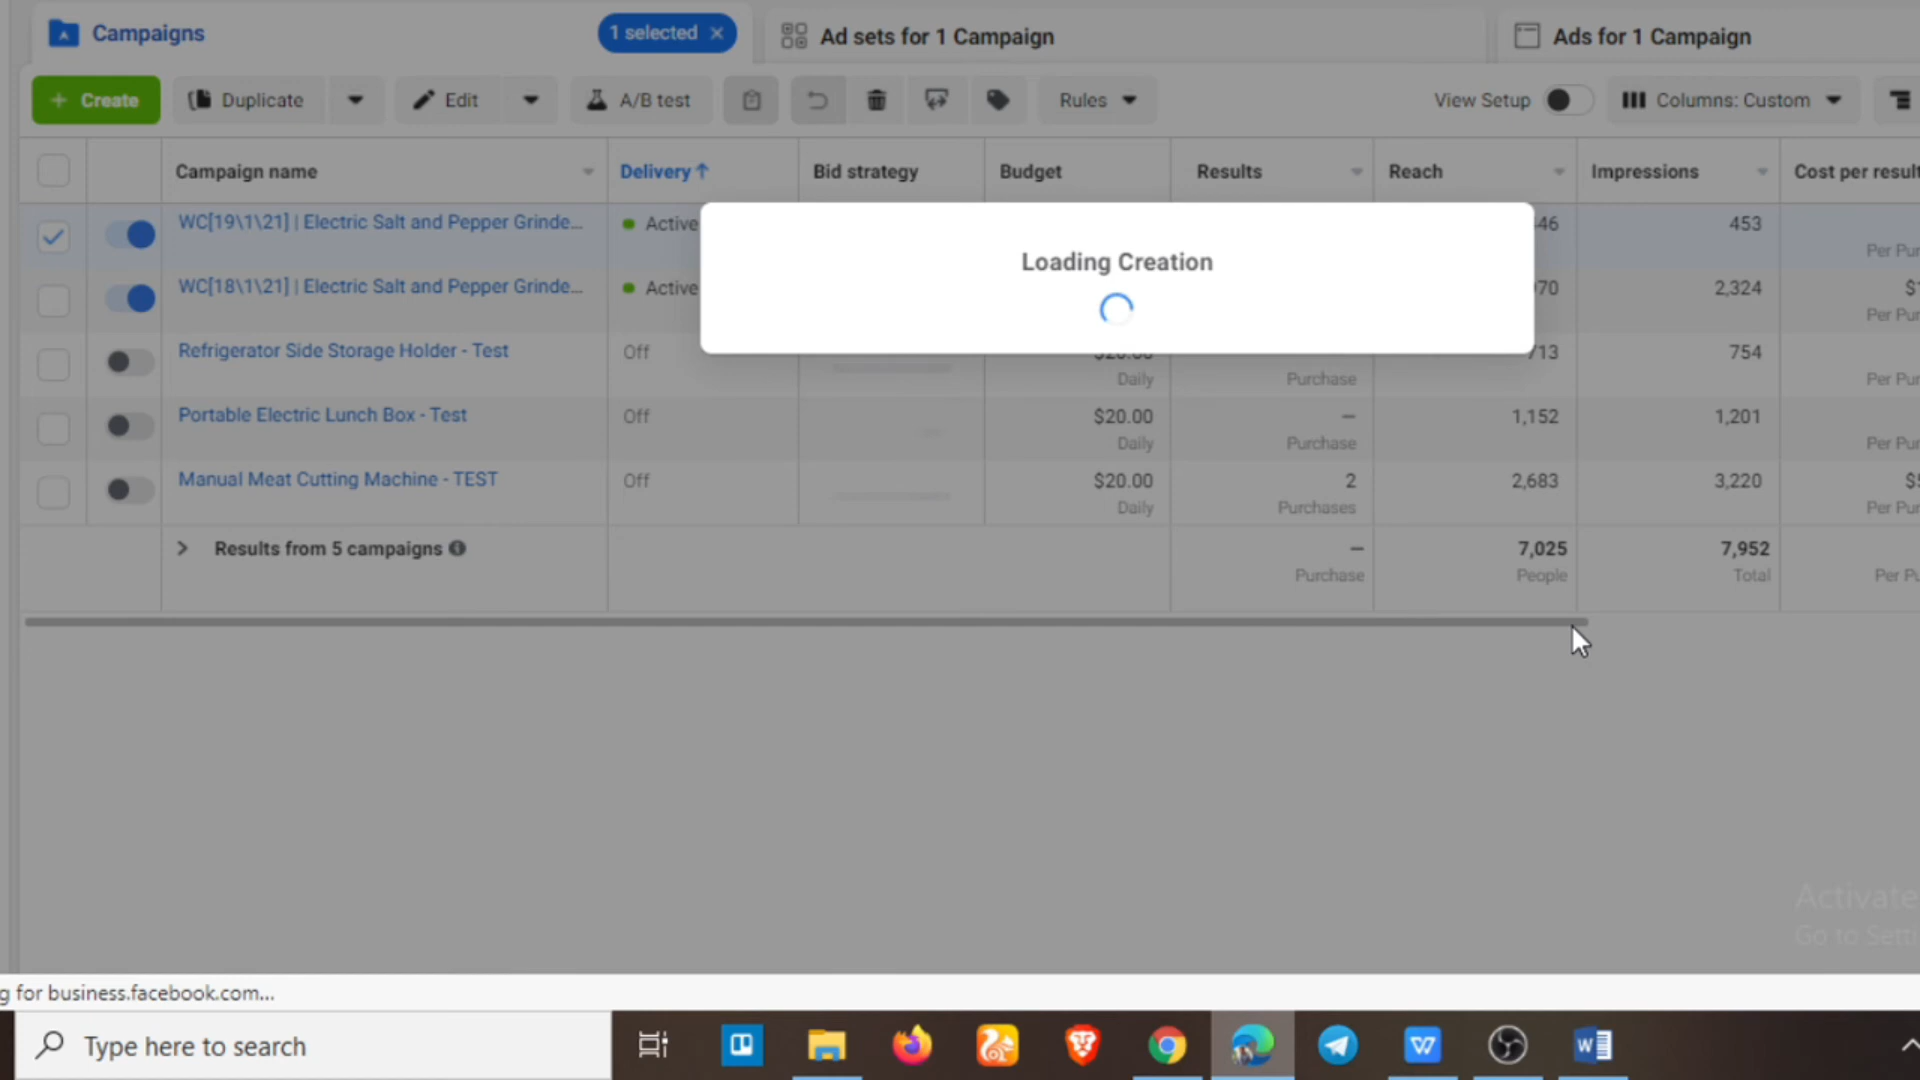 Campaigns
1 selected ×
Ad sets for 1 Campaign
Ads for 1 Campaign
+ Create
Duplicate
Edit
A/B test
Rules
View Setup
Columns: Custom
Campaign name
Delivery ↑
Bid strategy
Budget
Results
Reach
Impressions
Cost per result
WC[19\1\21] | Electric Salt and Pepper Grinde...
Active
46
453
Per Pur
WC[18\1\21] | Electric Salt and Pepper Grinde...
Active
970
2,324
Per Pur
Loading Creation
Refrigerator Side Storage Holder - Test
Off
$20.00
Daily
Purchase
713
754
Per Pur
Portable Electric Lunch Box - Test
Off
$20.00
Daily
—
Purchase
1,152
1,201
Per Pur
Manual Meat Cutting Machine - TEST
Off
$20.00
Daily
2
Purchases
2,683
3,220
Per Pur
Results from 5 campaigns
—
Purchase
7,025
People
7,952
Total
Per Pu
Activate
Go to Setti
g for business.facebook.com...
Type here to search